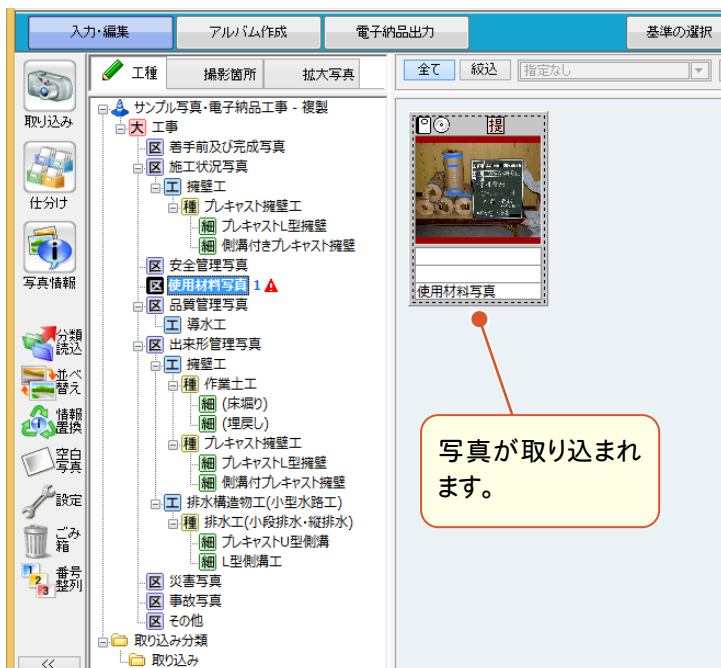 入力・編集
アルバム作成
電子納品出力
基準の選択
取り込み
仕分け
写真情報
分類
読込
並べ
替え
情報
置換
空白
写真
設定
ごみ
箱
番号
整列
<<
工種
撮影箇所
拡大写真
サンプル写真・電子納品工事 - 複製
大 工事
区 着手前及び完成写真
区 施工状況写真
工 擁壁工
種 プレキャスト擁壁工
細 プレキャストL型擁壁
細 側溝付きプレキャスト擁壁
区 安全管理写真
区 使用材料写真 1
区 品質管理写真
工 導水工
区 出来形管理写真
工 擁壁工
種 作業土工
細 (床堀り)
細 (埋戻し)
種 プレキャスト擁壁工
細 プレキャストL型擁壁
細 側溝付プレキャスト擁壁
工 排水構造物工(小型水路工)
種 排水工(小段排水・縦排水)
細 プレキャストU型側溝
細 L型側溝工
区 災害写真
区 事故写真
区 その他
取り込み分類
取り込み
全て
絞込
指定なし
提
使用材料写真
写真が取り込まれ
ます。